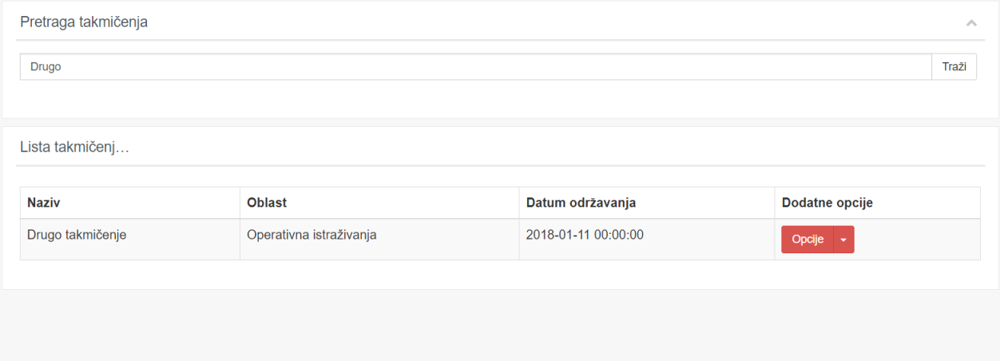 Pretraga takmičenja
Drugo Traži
Lista takmičenj...
Naziv Oblast Datum održavanja Dodatne opcije
Drugo takmičenje Operativna istraživanja 2018-01-11 00:00:00 Opcije